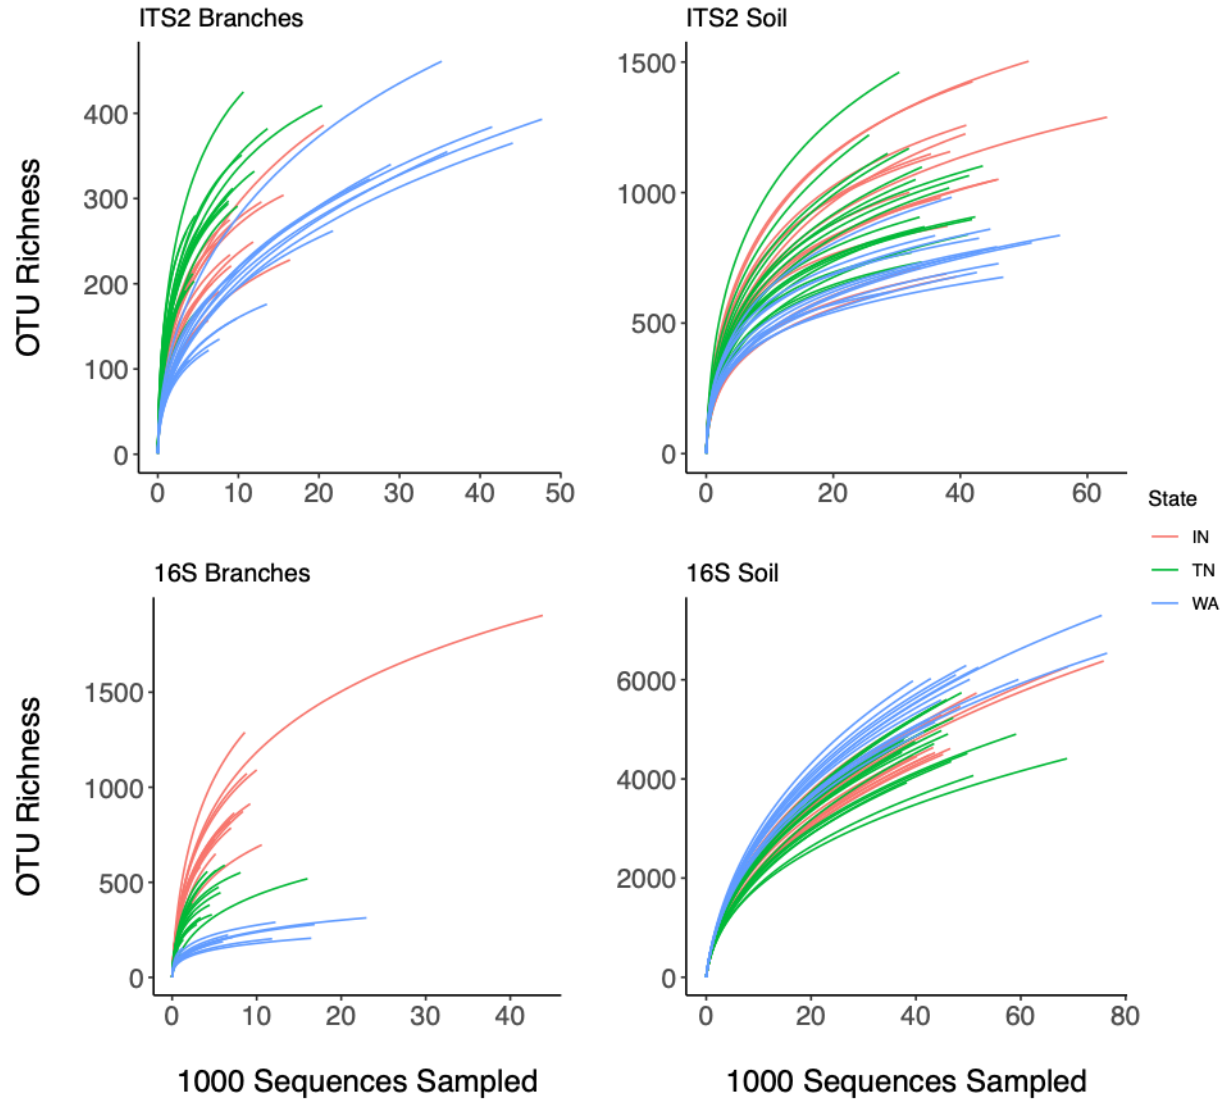 ITS2 Branches
ITS2 Soil
OTU Richness
400
300
200
100
0
0 10 20 30 40 50
1500
1000
500
0
0 20 40 60
State
IN
TN
WA
16S Branches
16S Soil
OTU Richness
1500
1000
500
0
0 10 20 30 40
6000
4000
2000
0
0 20 40 60 80
1000 Sequences Sampled
1000 Sequences Sampled